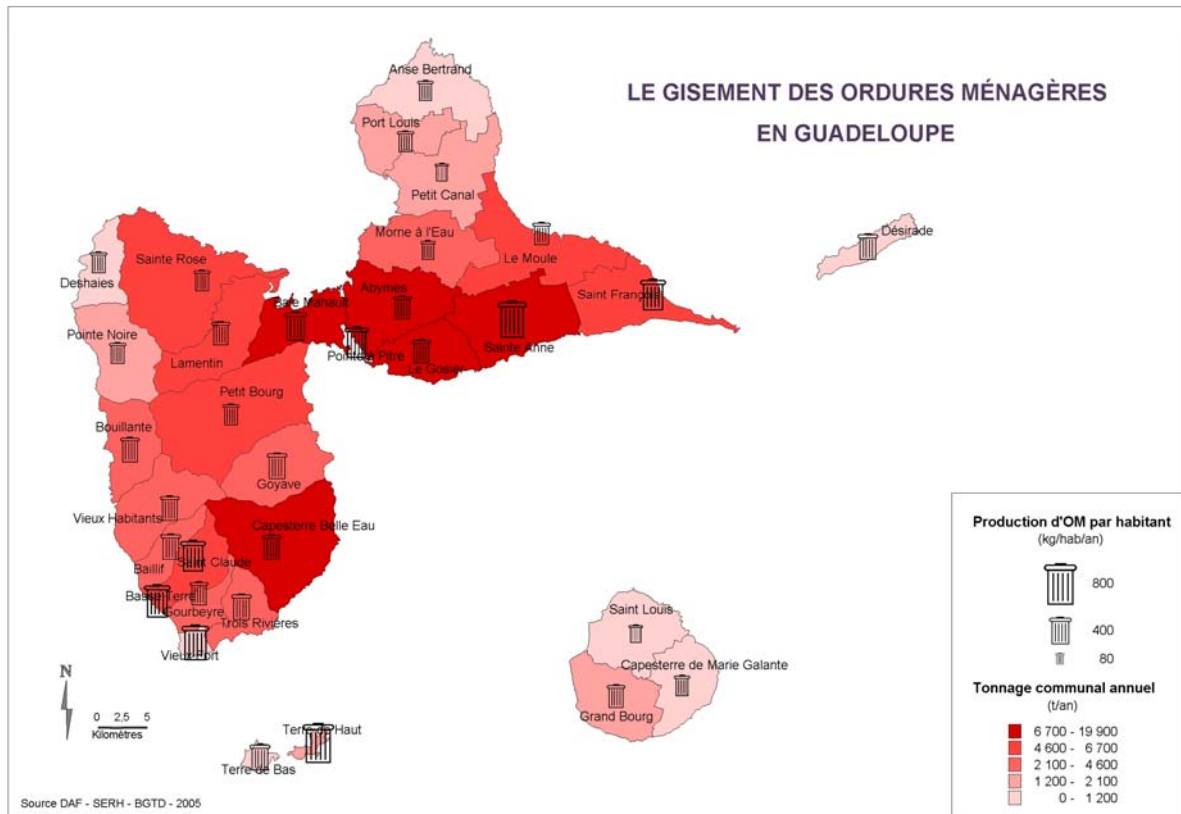 LE GISEMENT DES ORDURES MÉNAGÈRES
EN GUADELOUPE
Anse Bertrand
Port Louis
Petit Canal
Morne à l'Eau
Le Moule
Désirade
Sainte Rose
Deshaies
Abymes
Saint François
Baie Mahault
Pointe Noire
Lamentin
Pointe à Pitre
Le Gosier
Sainte Anne
Petit Bourg
Bouillante
Goyave
Vieux Habitants
Capesterre Belle Eau
Saint Claude
Baillif
Basse Terre
Gourbeyre
Trois Rivières
Vieux Fort
Saint Louis
Capesterre de Marie Galante
Grand Bourg
Terre de Haut
Terre de Bas
N
0 2,5 5
Kilomètres
Source DAF - SERH - BGTD - 2005
Production d'OM par habitant
(kg/hab/an)
800
400
80
Tonnage communal annuel
(t/an)
6 700 - 19 900
4 600 - 6 700
2 100 - 4 600
1 200 - 2 100
0 - 1 200